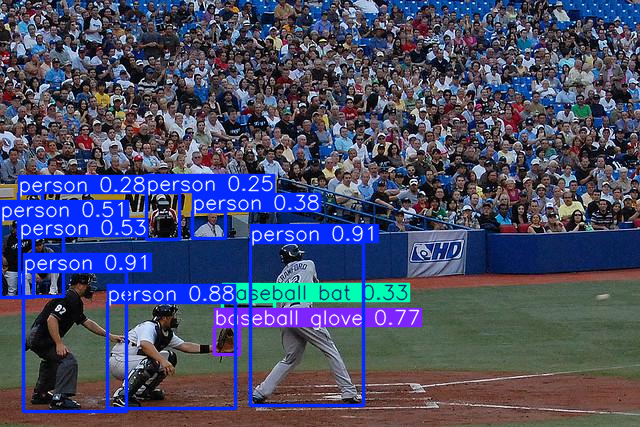 person 0.28
person 0.25
person 0.38
person 0.51
person 0.53
person 0.91
person 0.91
person 0.88
aseball bat 0.33
baseball glove 0.77
CRAWFORD
HD